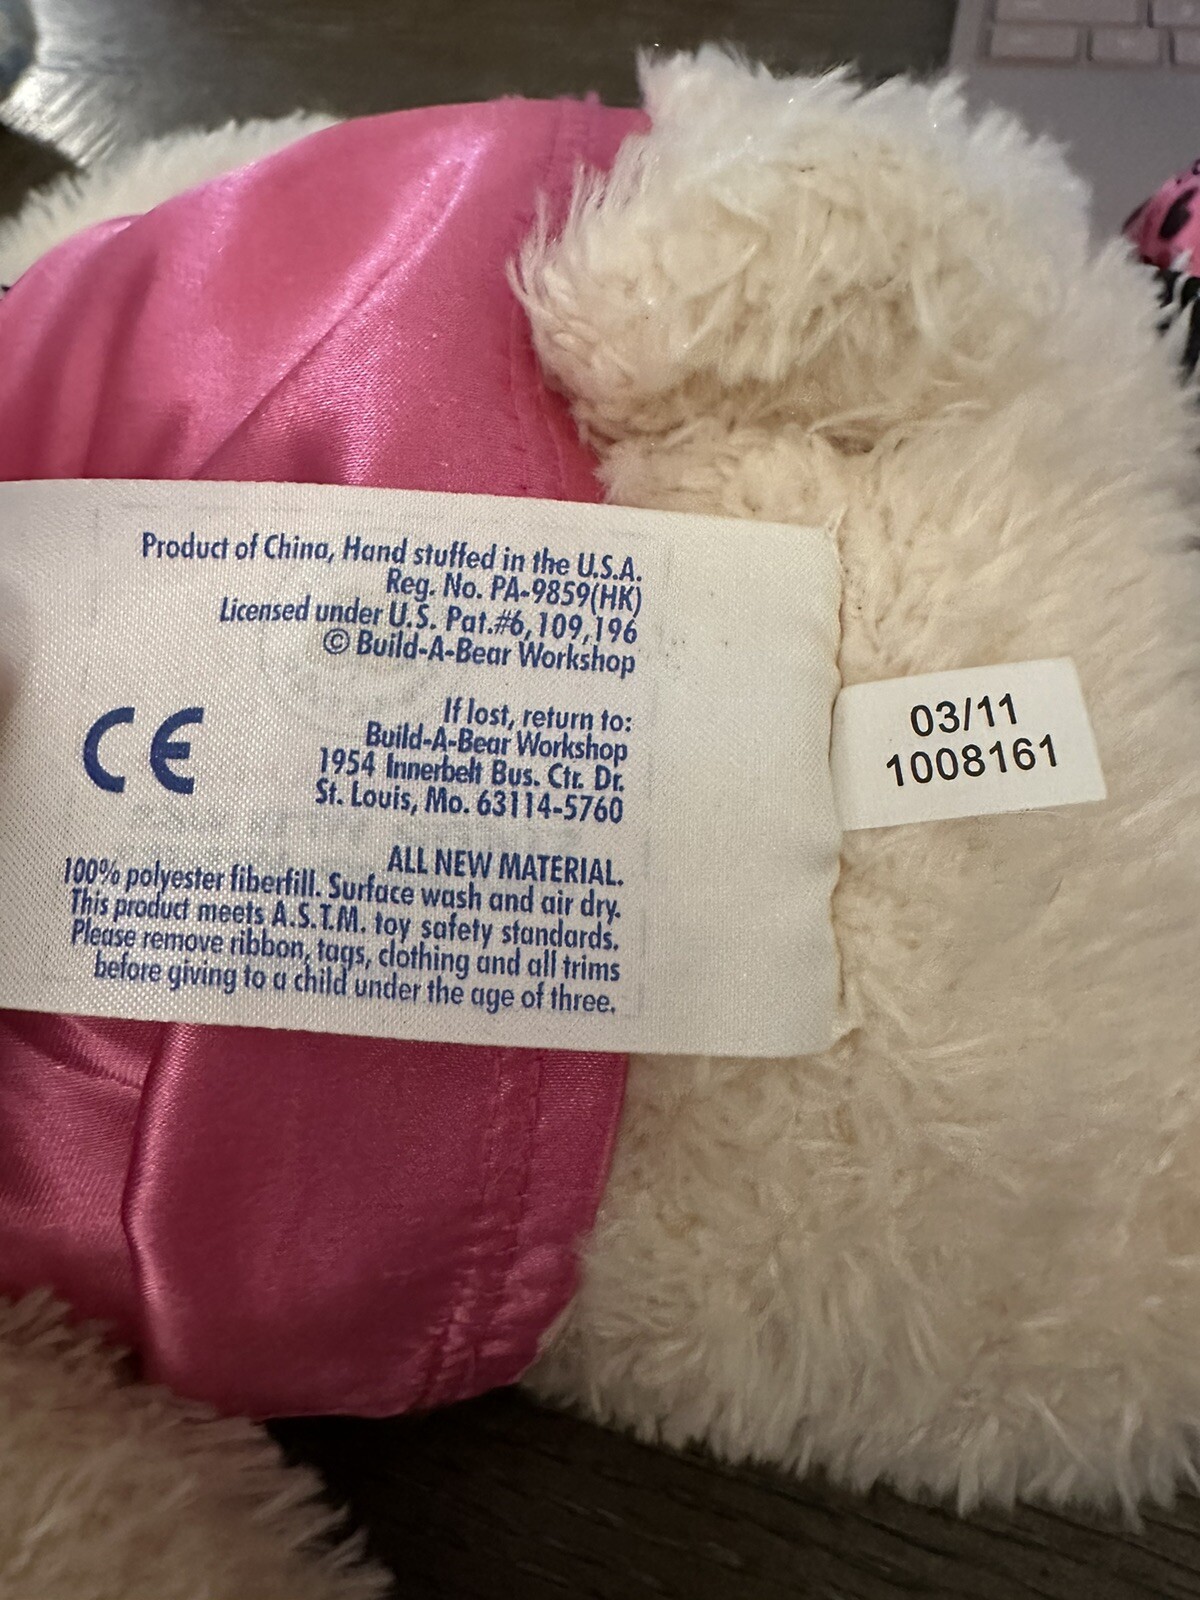 Product of China, Hand stuffed in the U.S.A.
Reg. No. PA-9859(HK)
Licensed under U.S. Pat.#6,109,196
© Build-A-Bear Workshop
If lost, return to:
Build-A-Bear Workshop
1954 Innerbelt Bus. Ctr. Dr.
St. Louis, Mo. 63114-5760
CE
ALL NEW MATERIAL.
100% polyester fiberfill. Surface wash and air dry.
This product meets A.S.T.M. toy safety standards.
Please remove ribbon, tags, clothing and all trims
before giving to a child under the age of three.
03/11
1008161